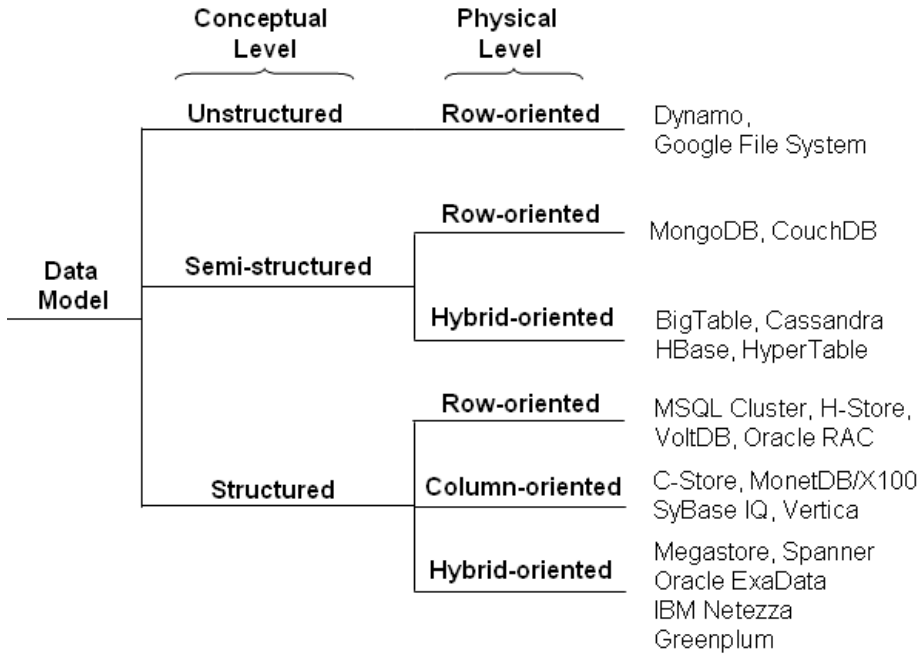 Conceptual
Level
Physical
Level
Unstructured
Row-oriented
Dynamo,
Google File System
Row-oriented
MongoDB, CouchDB
Data
Model
Semi-structured
Hybrid-oriented
BigTable, Cassandra
HBase, HyperTable
Row-oriented
MSQL Cluster, H-Store,
VoltDB, Oracle RAC
Structured
Column-oriented
C-Store, MonetDB/X100
SyBase IQ, Vertica
Hybrid-oriented
Megastore, Spanner
Oracle ExaData
IBM Netezza
Greenplum